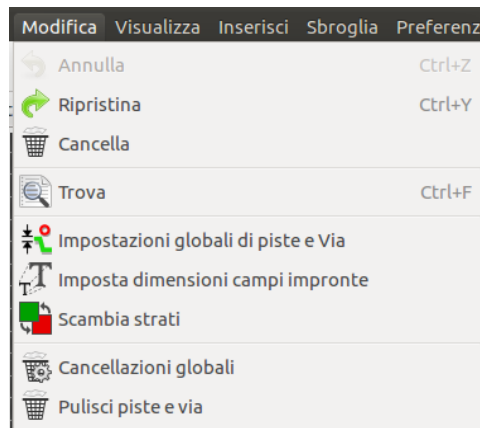 Modifica Visualizza Inserisci Sbroglia Preferenz
Annulla Ctrl+Z
Ripristina Ctrl+Y
Cancella
Trova Ctrl+F
Impostazioni globali di piste e Via
Imposta dimensioni campi impronte
Scambia strati
Cancellazioni globali
Pulisci piste e via